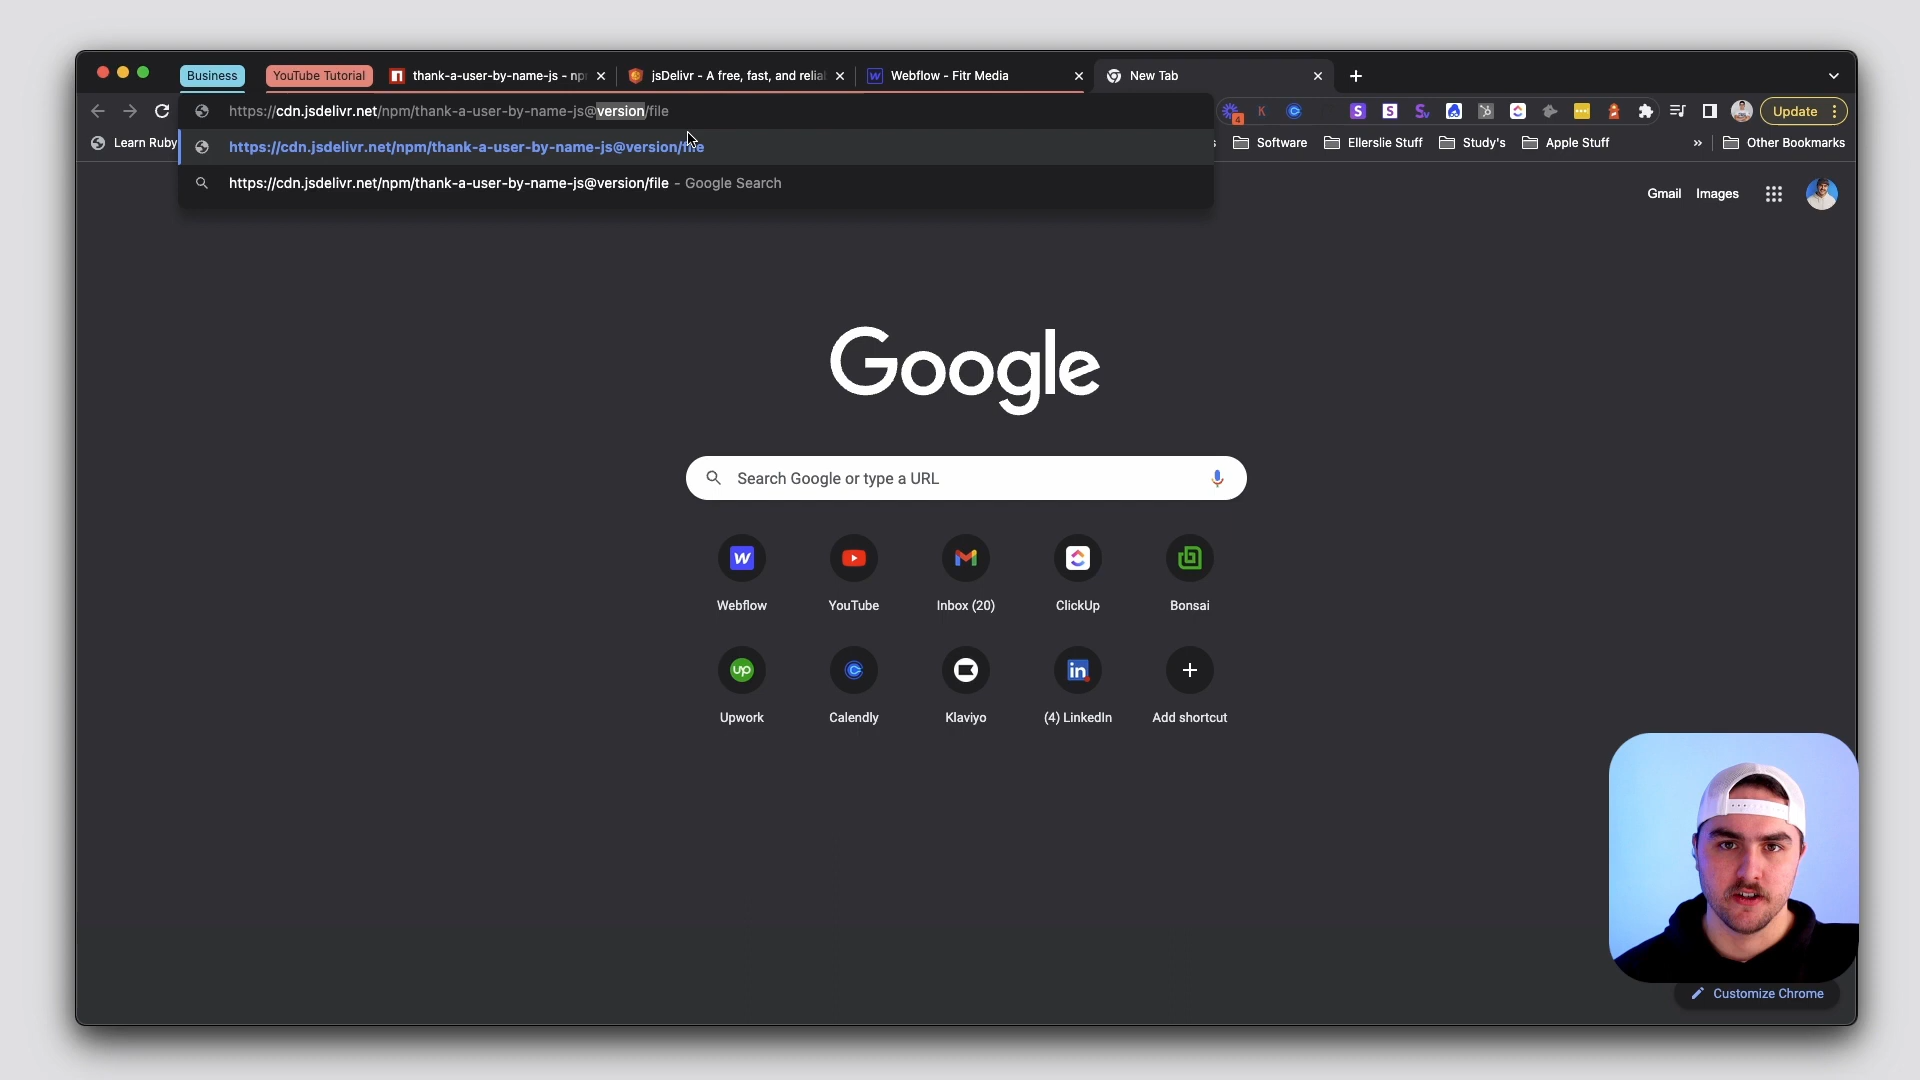 Business
YouTube Tutorial
thank-a-user-by-name-js - np
jsDelivr - A free, fast, and relia
Webflow - Fitr Media
New Tab
https://cdn.jsdelivr.net/npm/thank-a-user-by-name-js@version/file
4
Update
Learn Ruby
https://cdn.jsdelivr.net/npm/thank-a-user-by-name-js@version/file
Software
Ellerslie Stuff
Study's
Apple Stuff
»
Other Bookmarks
https://cdn.jsdelivr.net/npm/thank-a-user-by-name-js@version/file - Google Search
Gmail
Images
Google
Search Google or type a URL
Webflow
YouTube
Inbox (20)
ClickUp
Bonsai
up
in
Upwork
Calendly
Klaviyo
(4) LinkedIn
Add shortcut
Customize Chrome